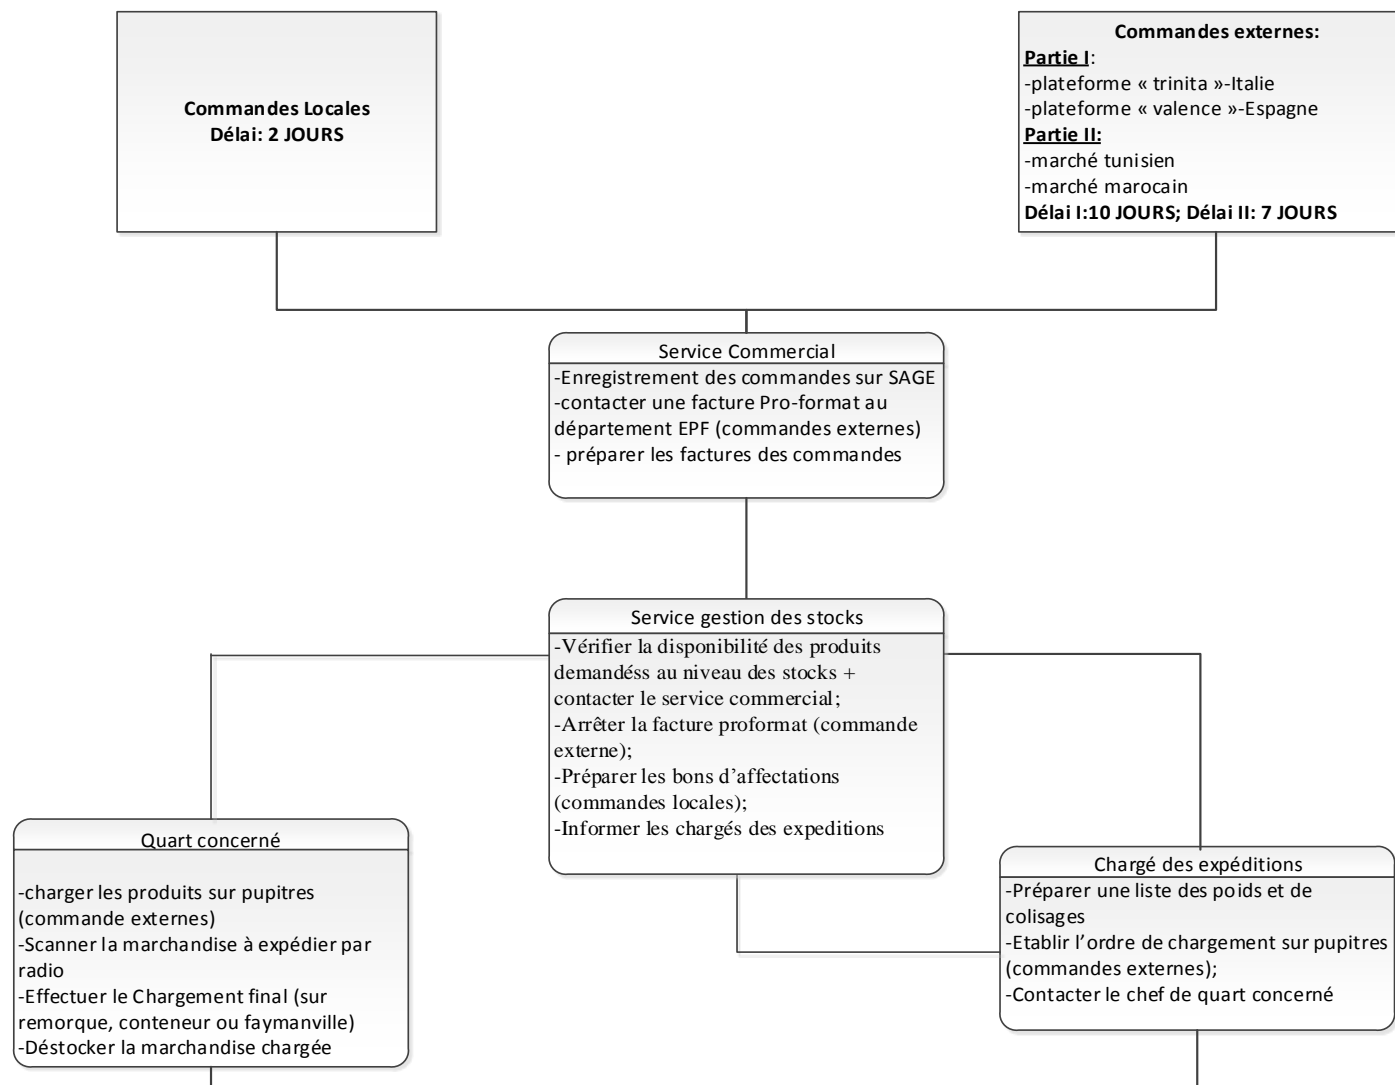 Commandes Locales
Délai: 2 JOURS
Commandes externes:
Partie I:
-plateforme « trinita »-Italie
-plateforme « valence »-Espagne
Partie II:
-marché tunisien
-marché marocain
Délai I:10 JOURS; Délai II: 7 JOURS
Service Commercial
-Enregistrement des commandes sur SAGE
-contacter une facture Pro-format au
département EPF (commandes externes)
- préparer les factures des commandes
Service gestion des stocks
-Vérifier la disponibilité des produits
demandéss au niveau des stocks +
contacter le service commercial;
-Arrêter la facture proformat (commande
externe);
-Préparer les bons d’affectations
(commandes locales);
-Informer les chargés des expeditions
Quart concerné
-charger les produits sur pupitres
(commande externes)
-Scanner la marchandise à expédier par
radio
-Effectuer le Chargement final (sur
remorque, conteneur ou faymanville)
-Déstocker la marchandise chargée
Chargé des expéditions
-Préparer une liste des poids et de
colisages
-Etablir l’ordre de chargement sur pupitres
(commandes externes);
-Contacter le chef de quart concerné